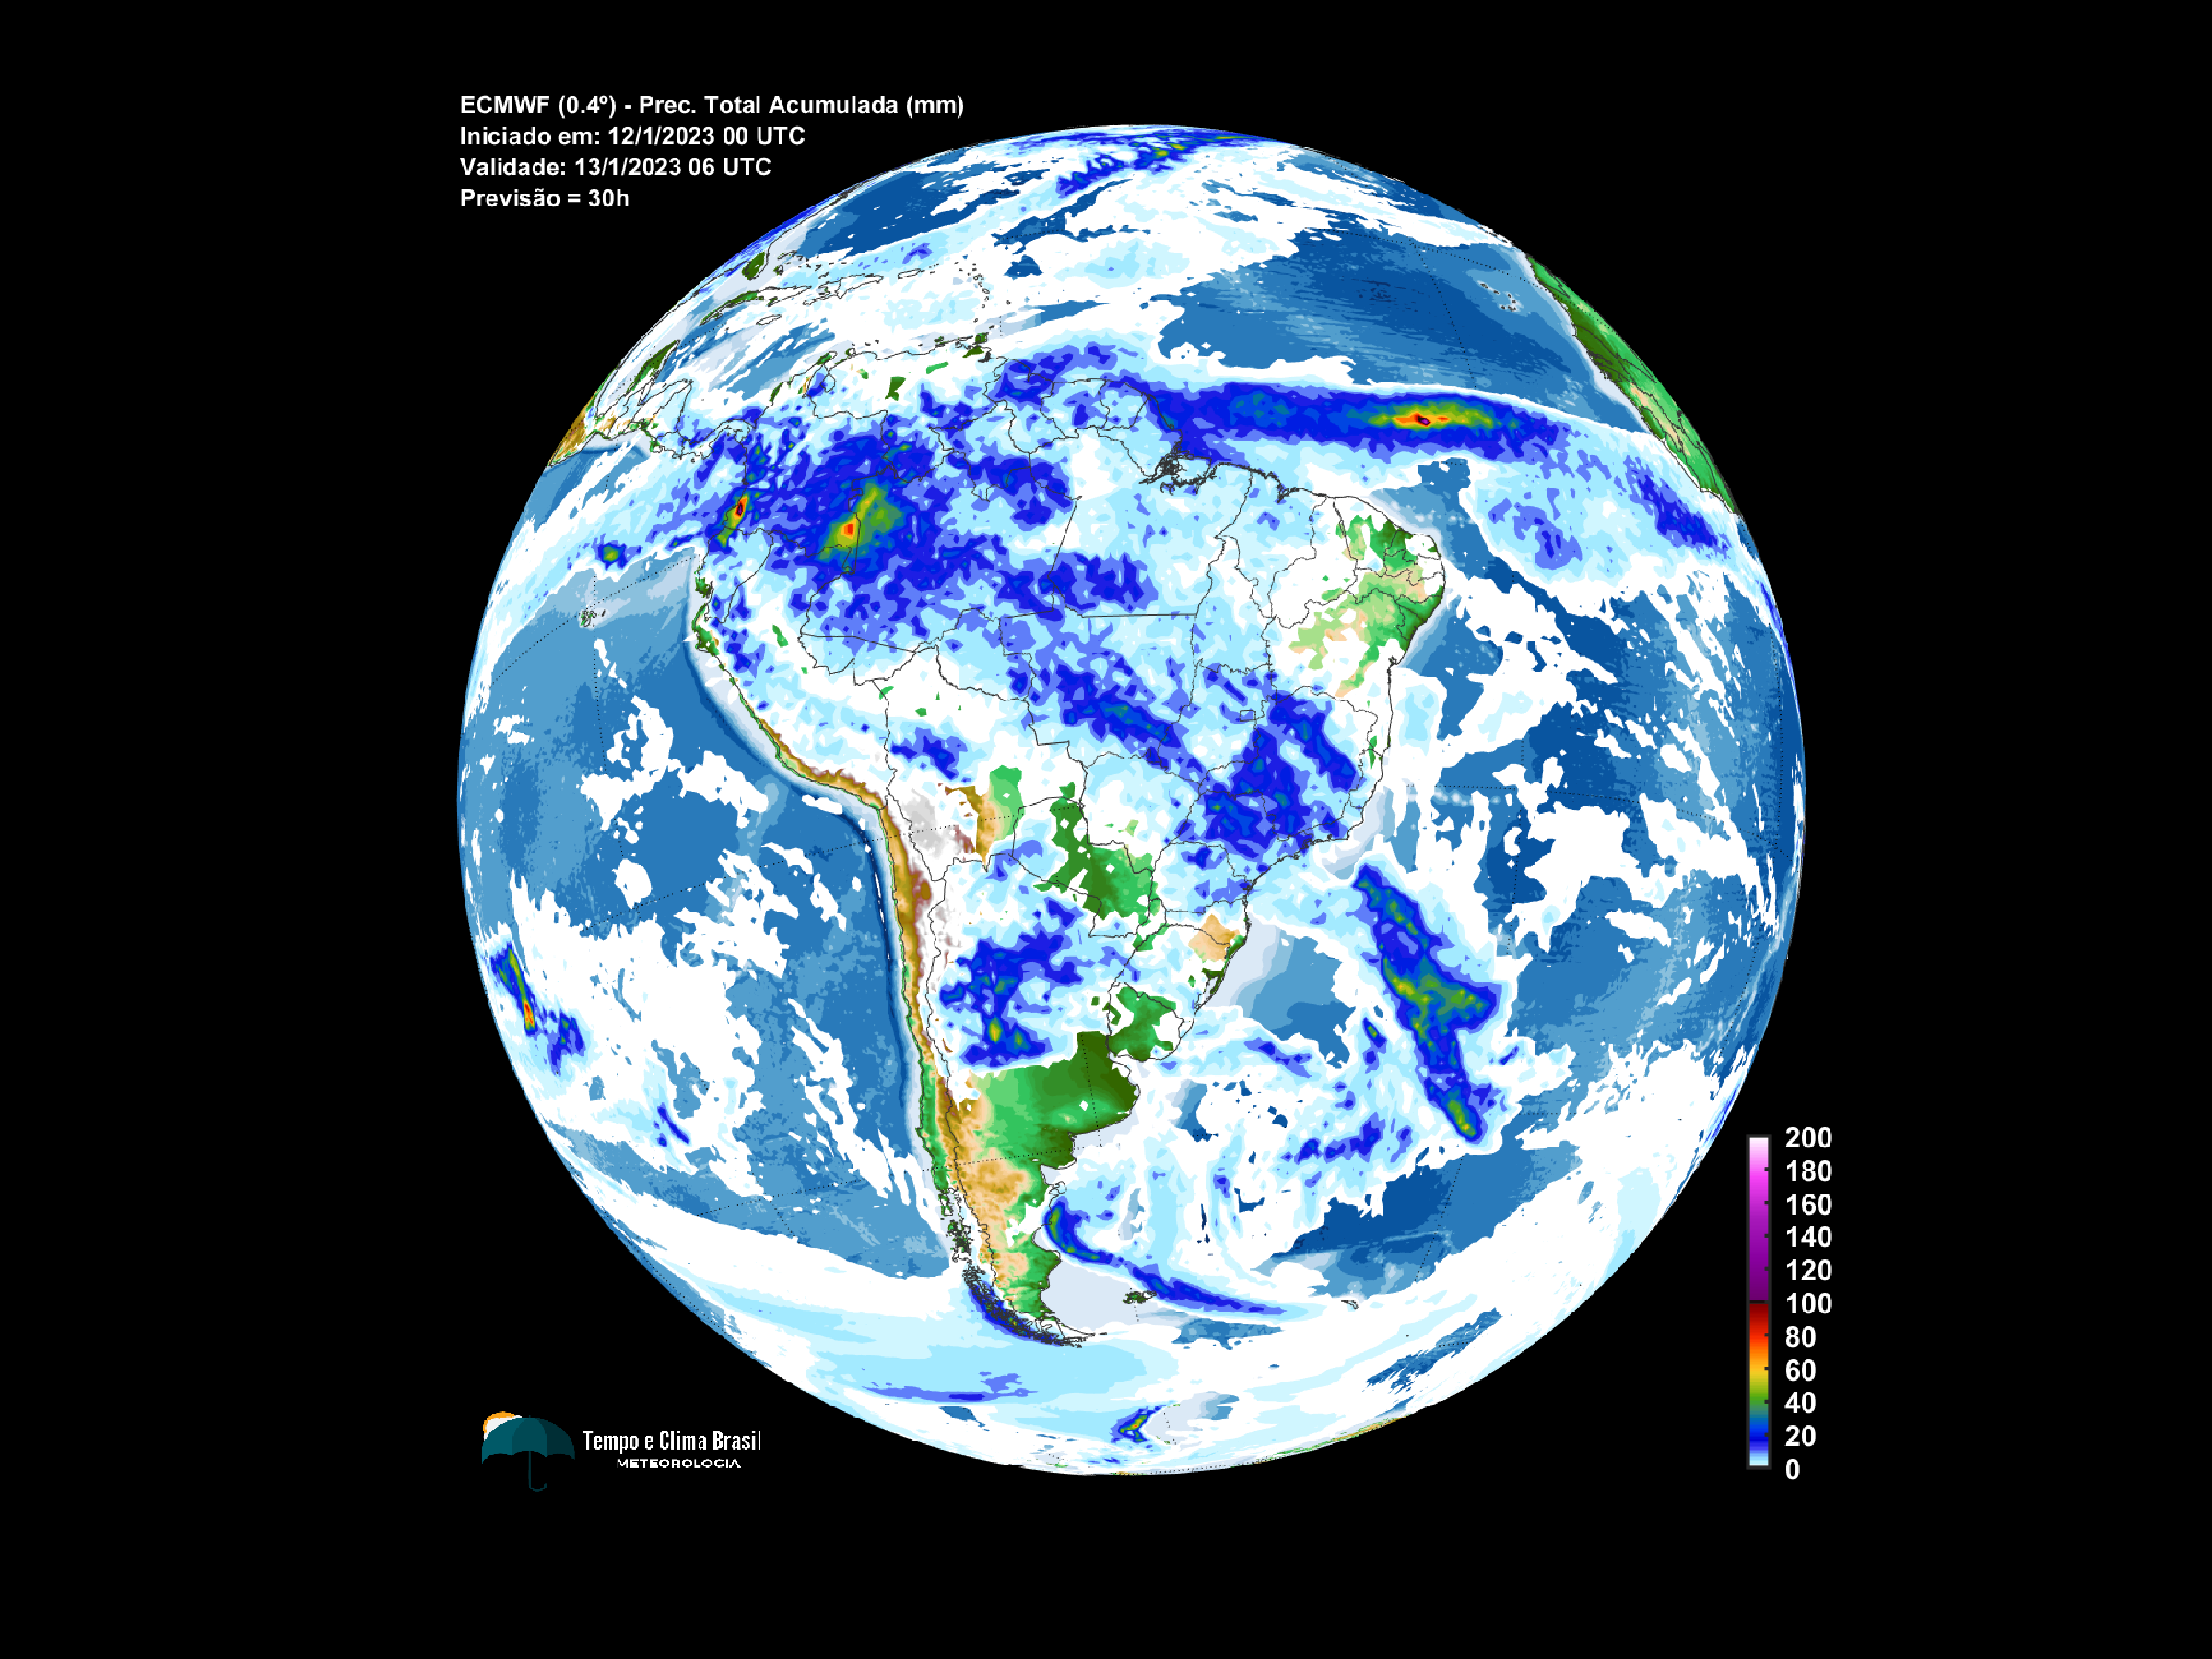 ECMWF (0.4º) - Prec. Total Acumulada (mm)
Iniciado em: 12/1/2023 00 UTC
Validade: 13/1/2023 06 UTC
Previsão = 30h
200
180
160
140
120
100
80
60
40
20
0
Tempo e Clima Brasil
METEOROLOGIA